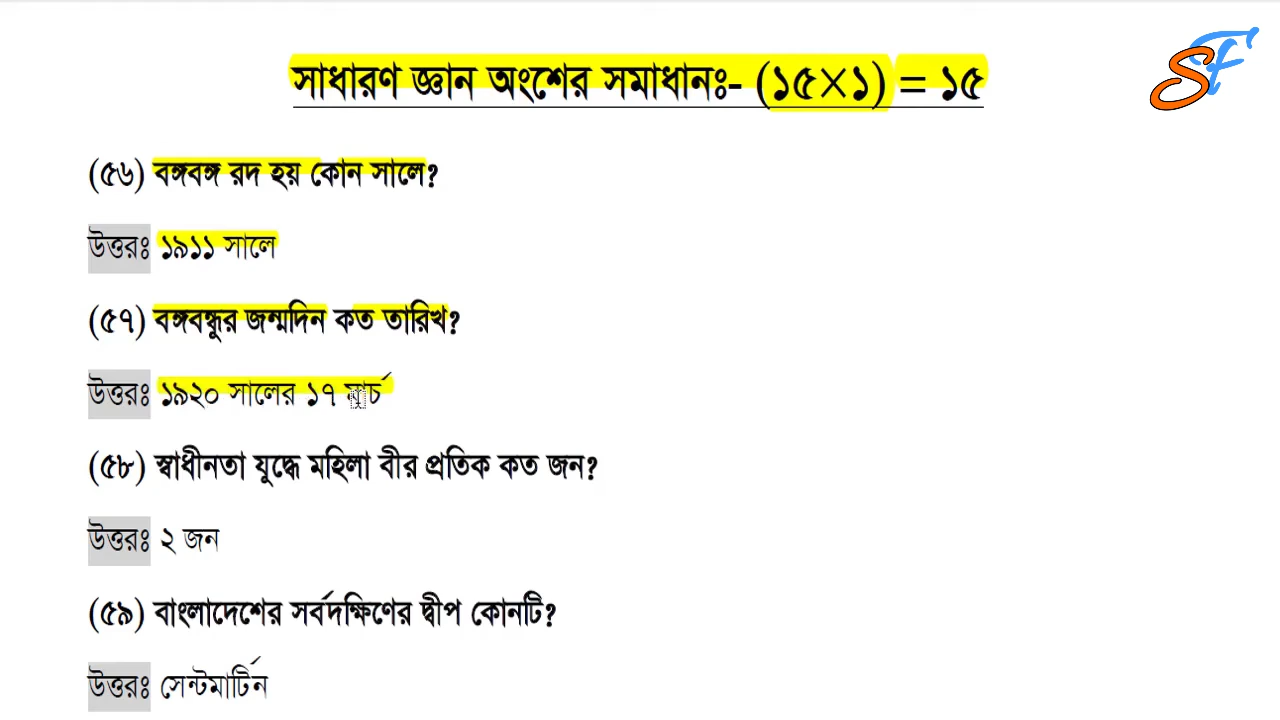 সাধারণ জ্ঞান অংশের সমাধানঃ- (১৫×১) = ১৫
SF
(৫৬) বঙ্গবঙ্গ রদ হয় কোন সালে?
উত্তরঃ ১৯১১ সালে
(৫৭) বঙ্গবন্ধুর জন্মদিন কত তারিখ?
উত্তরঃ ১৯২০ সালের ১৭ মার্চ
(৫৮) স্বাধীনতা যুদ্ধে মহিলা বীর প্রতিক কত জন?
উত্তরঃ ২ জন
(৫৯) বাংলাদেশের সর্বদক্ষিণের দ্বীপ কোনটি?
উত্তরঃ সেন্টমার্টিন